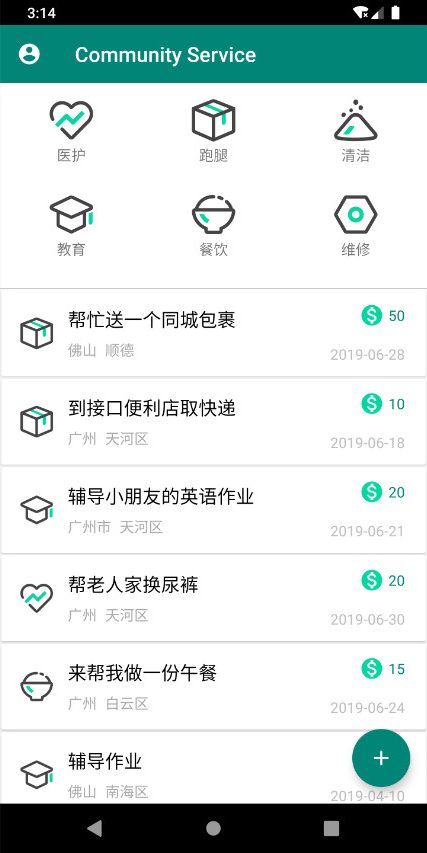 3:14
Community Service
医护 跑腿 清洁
教育 餐饮 维修
帮忙送一个同城包裹 50
佛山 顺德 2019-06-28
到接口便利店取快递 10
广州 天河区 2019-06-18
辅导小朋友的英语作业 20
广州市 天河区 2019-06-21
帮老人家换尿裤 20
广州 天河区 2019-06-30
来帮我做一份午餐 15
广州 白云区 2019-06-24
辅导作业
佛山 南海区 2019-04-10